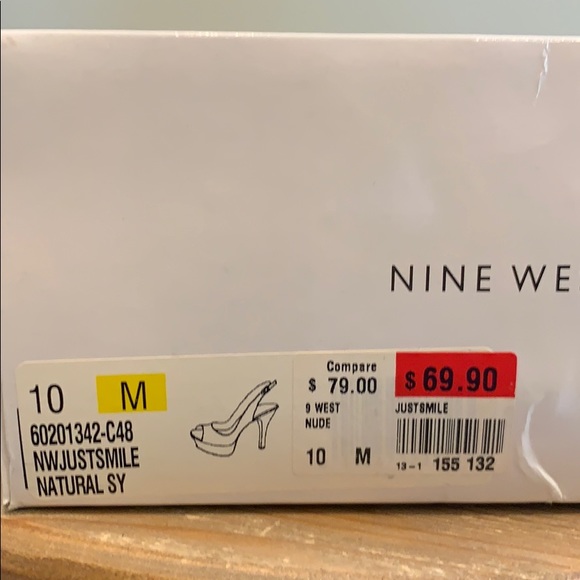 NINE WE
10 M
60201342-C48
NWJUSTSMILE
NATURAL SY
Compare
$ 79.00
9 WEST
NUDE
10 M
$ 69.90
JUSTSMILE
13-1 155 132